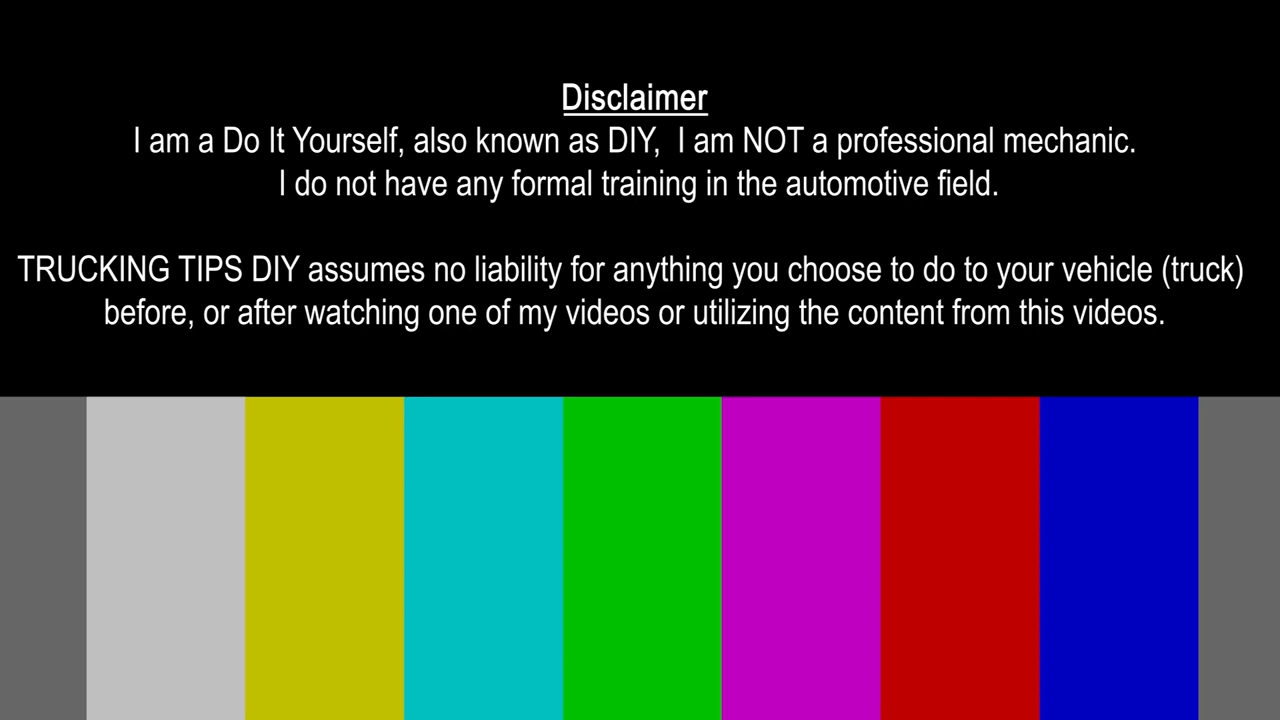 Disclaimer
I am a Do It Yourself, also known as DIY,  I am NOT a professional mechanic.
I do not have any formal training in the automotive field.
TRUCKING TIPS DIY assumes no liability for anything you choose to do to your vehicle (truck)
before, or after watching one of my videos or utilizing the content from this videos.